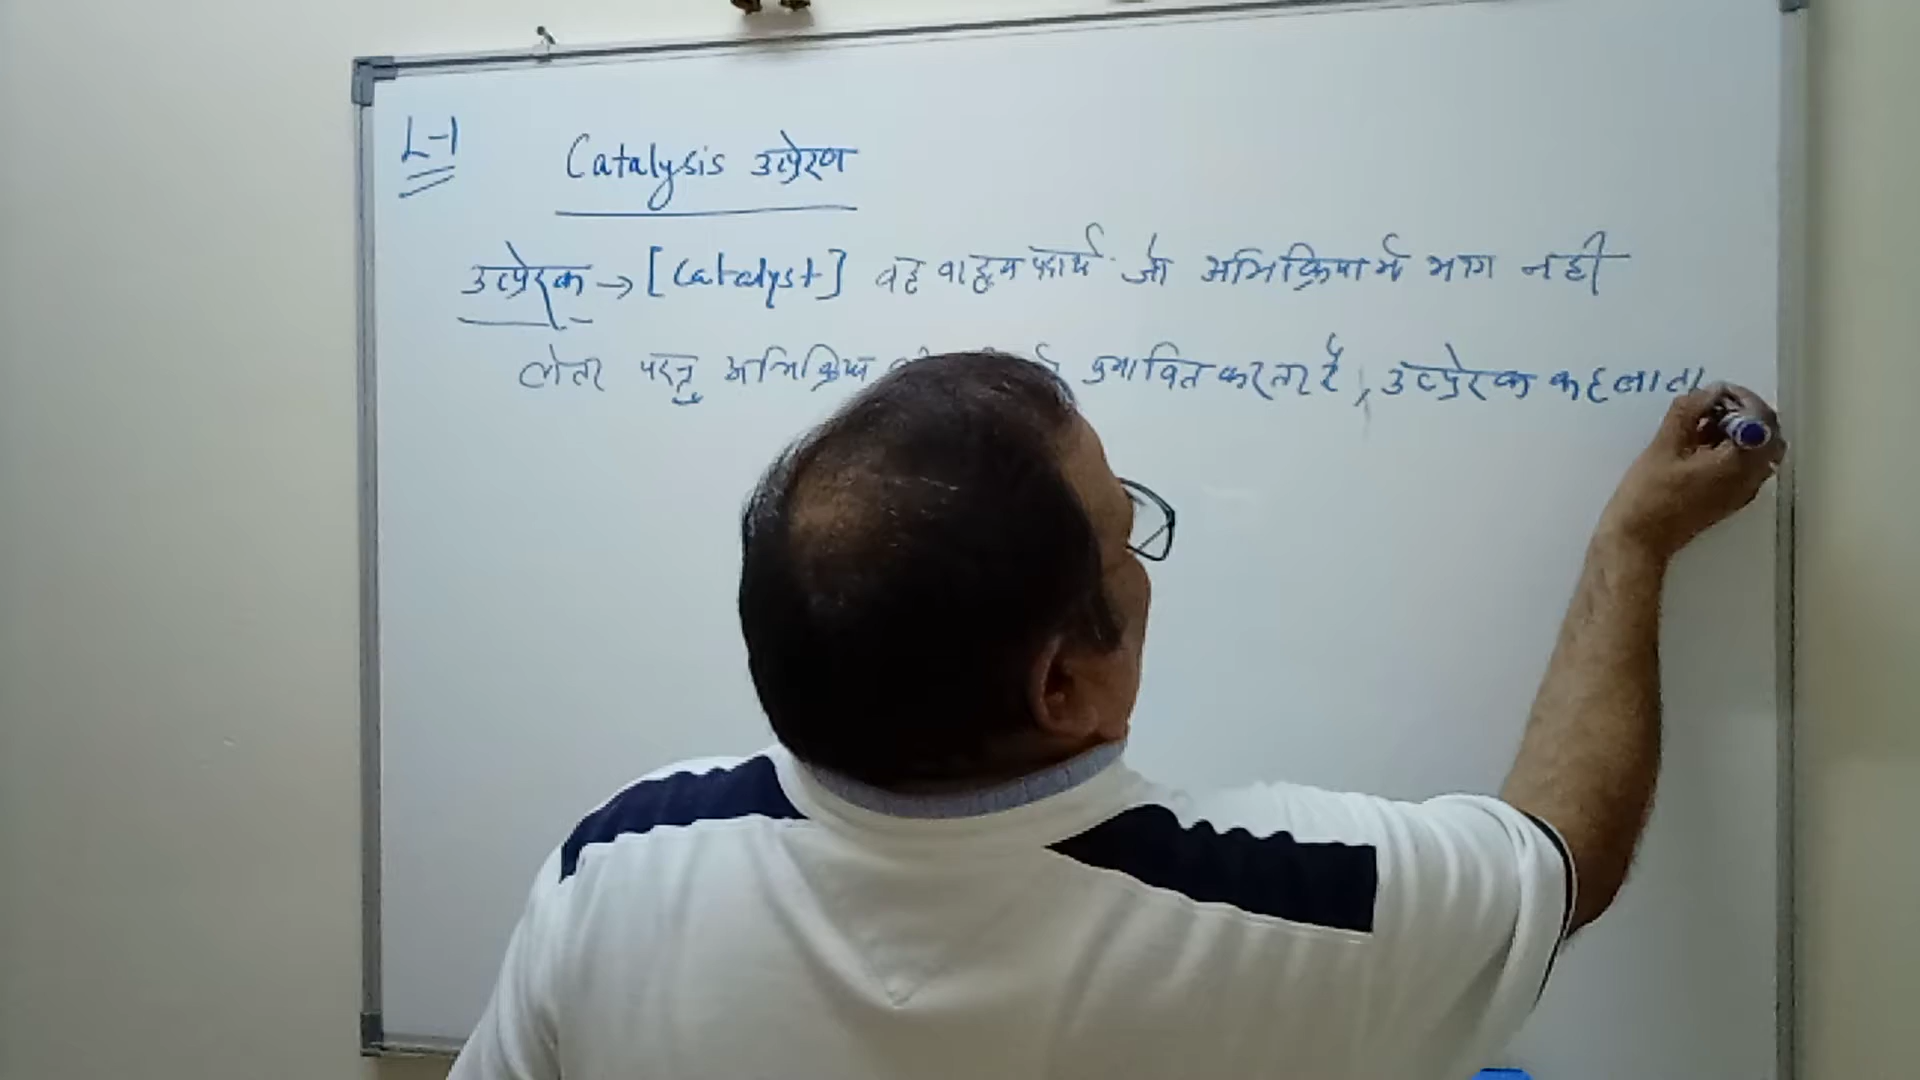 L-1
Catalysis उत्प्रेरण
उत्प्रेरक → [Catalyst] वह वाह्य पदार्थ जो अभिक्रिया में भाग नही
लेता परन्तु अभिक्रिया प्रभावित करता है, उत्प्रेरक कहलाता